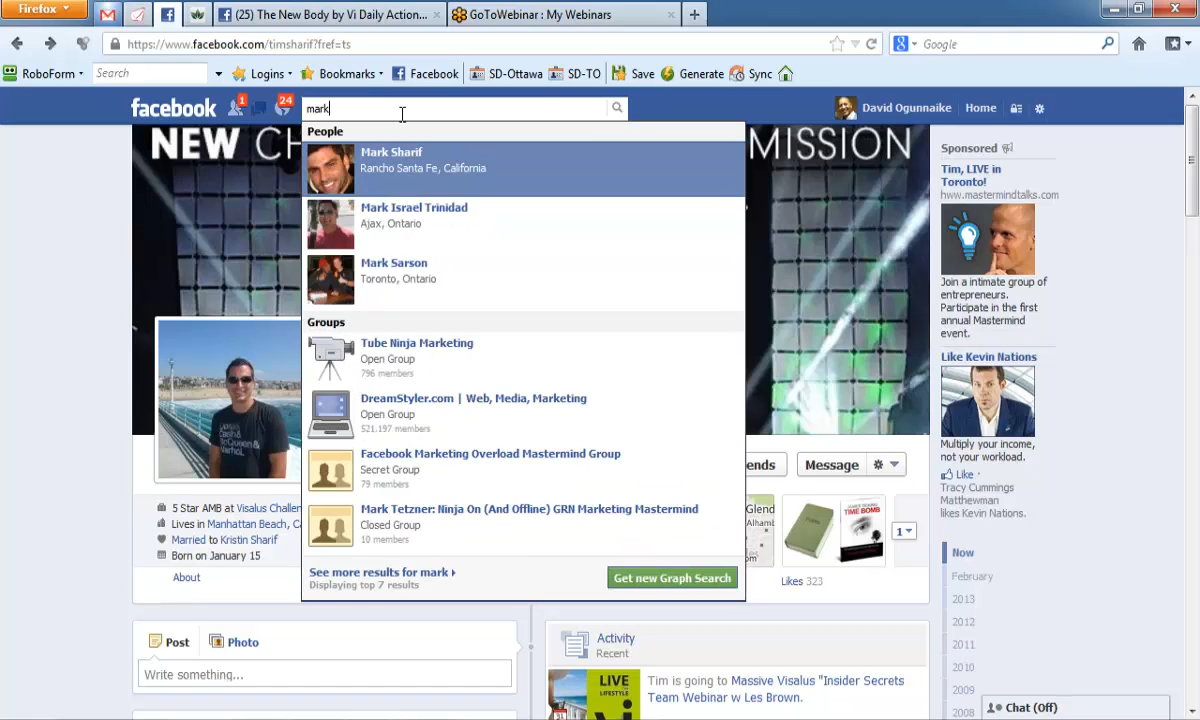 Firefox
(25) The New Body by Vi Daily Action...
GoToWebinar : My Webinars
https://www.facebook.com/timsharif?fref=ts
Google
RoboForm
Search
Logins
Bookmarks
Facebook
SD-Ottawa
SD-TO
Save
Generate
Sync
facebook
1
24
mark
David Ogunnaike
Home
NEW CH
MISSION
People
Mark Sharif
Rancho Santa Fe, California
Mark Israel Trinidad
Ajax, Ontario
Mark Sarson
Toronto, Ontario
Groups
Tube Ninja Marketing
Open Group
796 members
DreamStyler.com | Web, Media, Marketing
Open Group
521,197 members
Facebook Marketing Overload Mastermind Group
Secret Group
79 members
Mark Tetzner: Ninja On (And Offline) GRN Marketing Mastermind
Closed Group
10 members
See more results for mark
Displaying top 7 results
Get new Graph Search
5 Star AMB at Visalus Challen
Lives in Manhattan Beach, Ca
Married to Kristin Sharif
Born on January 15
About
ends
Message
Glend
Alhamb
TIME BOMB
1
Likes 323
Post
Photo
Write something...
Activity
Recent
Tim is going to Massive Visalus "Insider Secrets
Team Webinar w Les Brown.
LIVE
LIFESTYLE
Vi
Sponsored
Tim, LIVE in
Toronto!
hww.mastermindtalks.com
Join a intimate group of
entrepreneurs.
Participate in the first
annual Mastermind
event.
Like Kevin Nations
Multiply your income,
not your workload.
Like ·
Tracy Cummings
Matthewman
likes Kevin Nations.
Now
February
2013
2012
2011
2010
2009
2008
Chat (Off)